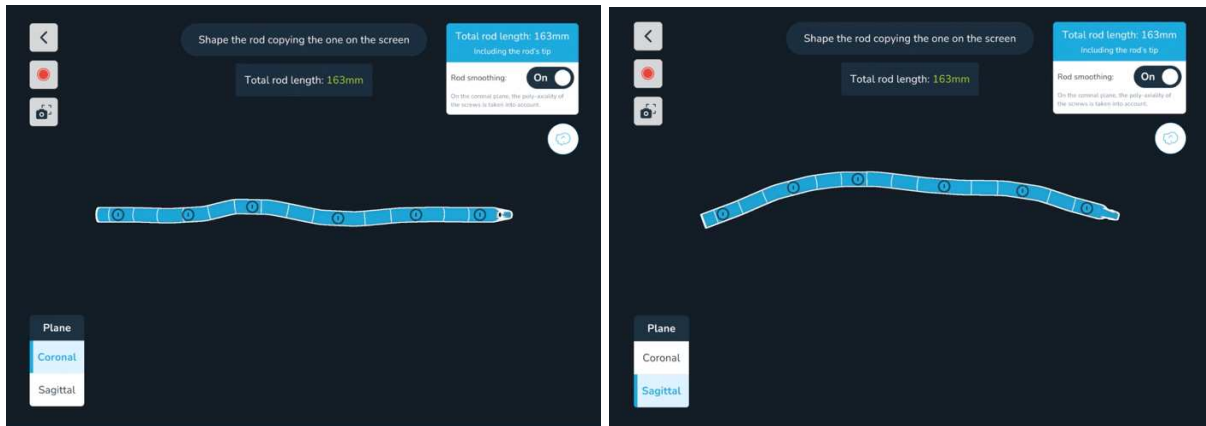 Shape the rod copying the one on the screen
Total rod length: 163mm
Including the rod's tip
Total rod length: 163mm
Rod smoothing: On
On the coronal plane, the poly-axiality of
the screws is taken into account.
Plane
Coronal
Sagittal
Shape the rod copying the one on the screen
Total rod length: 163mm
Including the rod's tip
Total rod length: 163mm
Rod smoothing: On
On the coronal plane, the poly-axiality of
the screws is taken into account.
Plane
Coronal
Sagittal